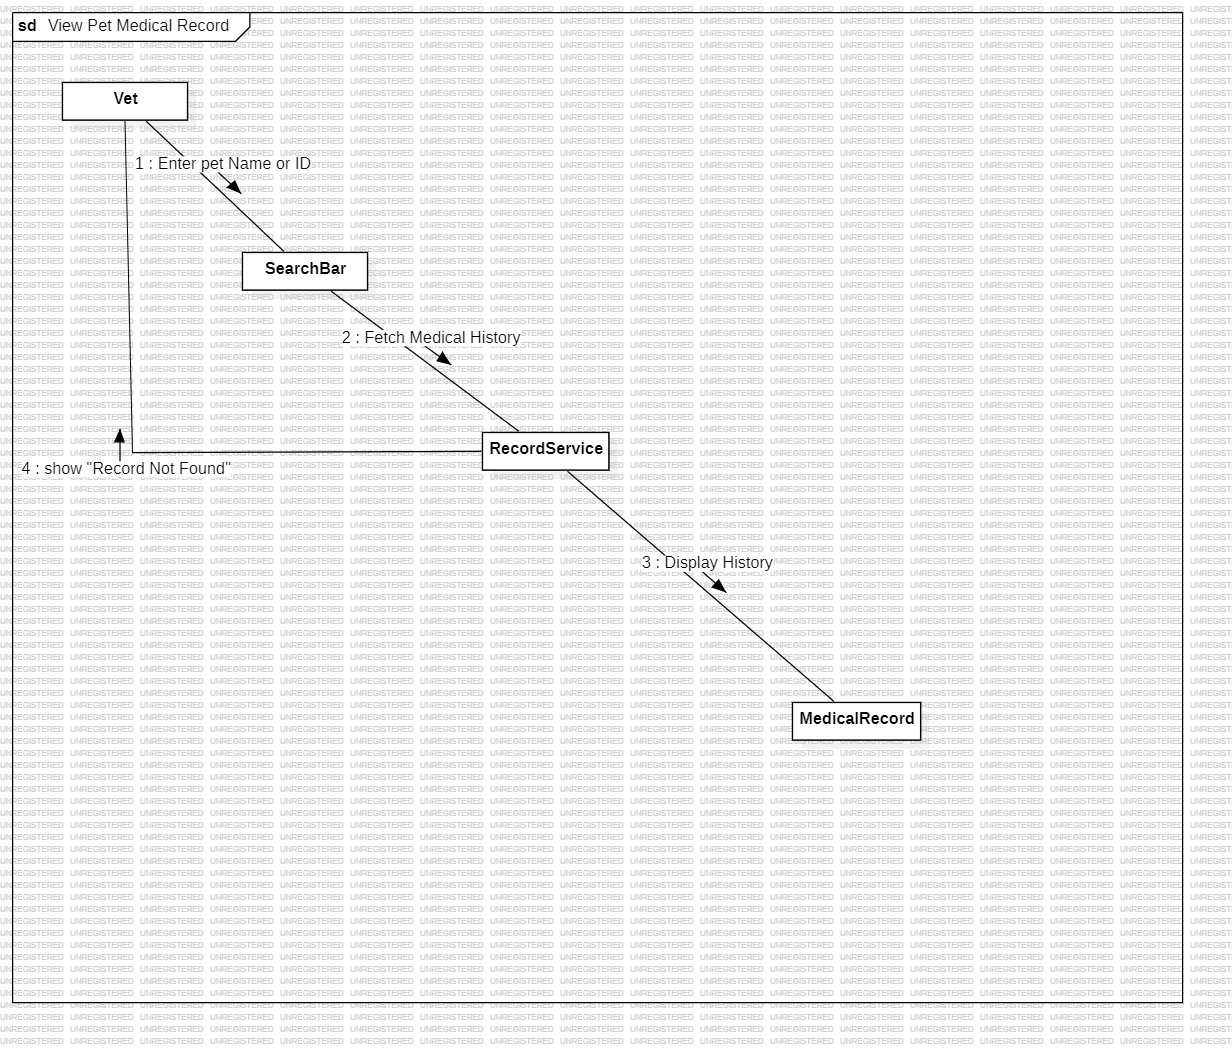 sd View Pet Medical Record
Vet
1 : Enter pet Name or ID
SearchBar
2 : Fetch Medical History
RecordService
4 : show "Record Not Found"
3 : Display History
MedicalRecord
UNREGISTERED